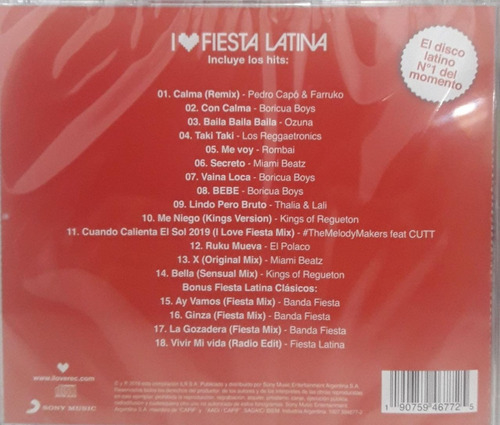 I ♥ FIESTA LATINA
Incluye los hits:
El disco
latino
N°1 del
momento
01. Calma (Remix) - Pedro Capó & Farruko
02. Con Calma - Boricua Boys
03. Baila Baila Baila - Ozuna
04. Taki Taki - Los Reggaetronics
05. Me voy - Rombai
06. Secreto - Miami Beatz
07. Vaina Loca - Boricua Boys
08. BEBE - Boricua Boys
09. Lindo Pero Bruto - Thalia & Lali
10. Me Niego (Kings Version) - Kings of Regueton
11. Cuando Calienta El Sol 2019 (I Love Fiesta Mix) - #TheMelodyMakers feat CUTT
12. Ruku Mueva - El Polaco
13. X (Original Mix) - Miami Beatz
14. Bella (Sensual Mix) - Kings of Regueton
Bonus Fiesta Latina Clásicos:
15. Ay Vamos (Fiesta Mix) - Banda Fiesta
16. Ginza (Fiesta Mix) - Banda Fiesta
17. La Gozadera (Fiesta Mix) - Banda Fiesta
18. Vivir Mi vida (Radio Edit) - Fiesta Latina
www.iloverec.com
SONY MUSIC
1 90759 46772 5